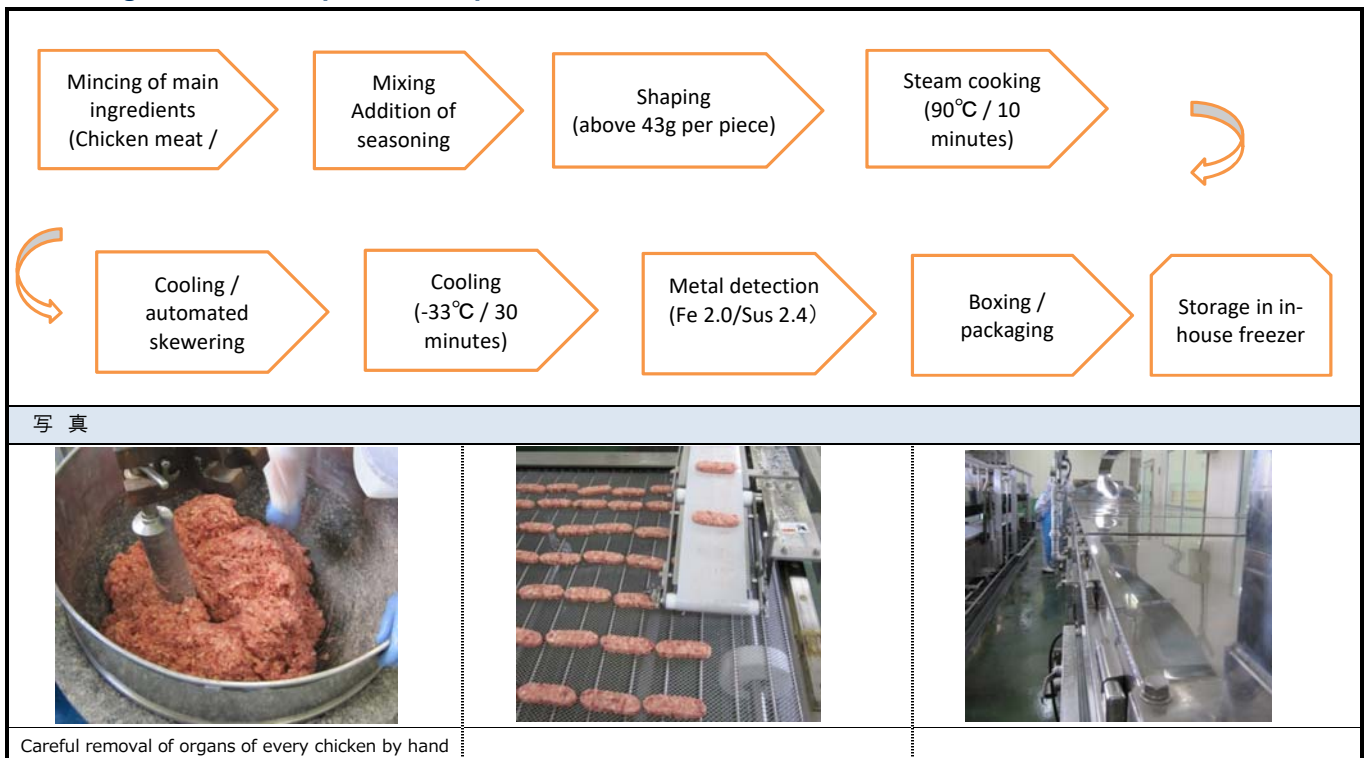 Mincing of main
ingredients
(Chicken meat /
Mixing
Addition of
seasoning
Shaping
(above 43g per piece)
Steam cooking
(90℃ / 10
minutes)
Cooling /
automated
skewering
Cooling
(-33℃ / 30
minutes)
Metal detection
(Fe 2.0/Sus 2.4）
Boxing /
packaging
Storage in in-
house freezer
写 真
Careful removal of organs of every chicken by hand